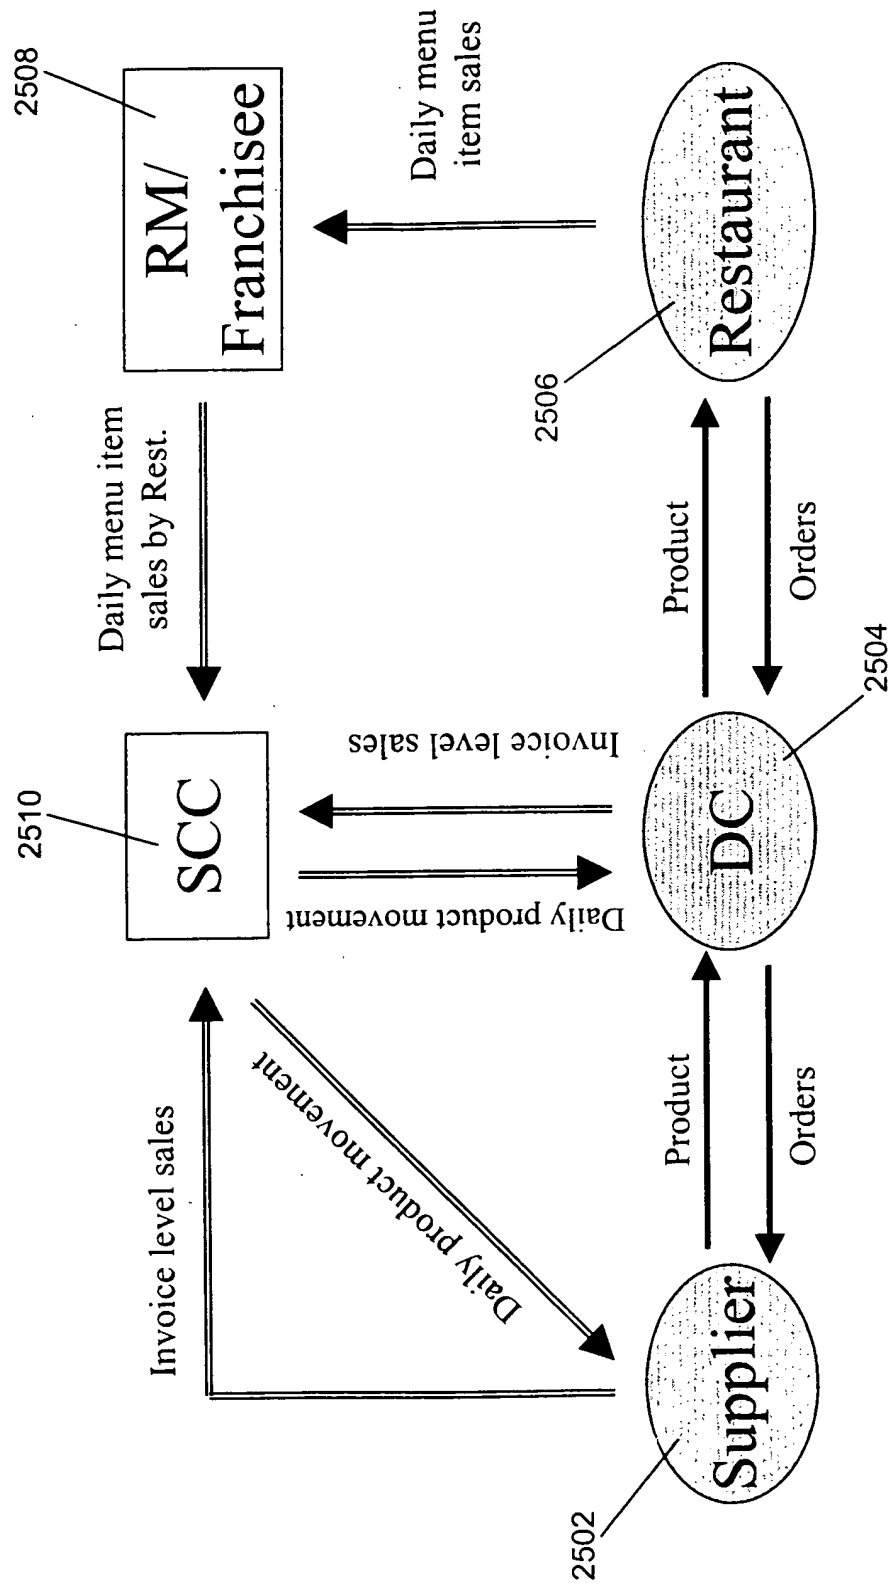 2510
SCC
2508
RM/
Franchisee
Invoice level sales
Daily menu item
sales by Rest.
Daily product movement
Daily product movement
Invoice level sales
Daily menu
item sales
2502
Supplier
Product
Orders
DC
2504
Product
Orders
2506
Restaurant